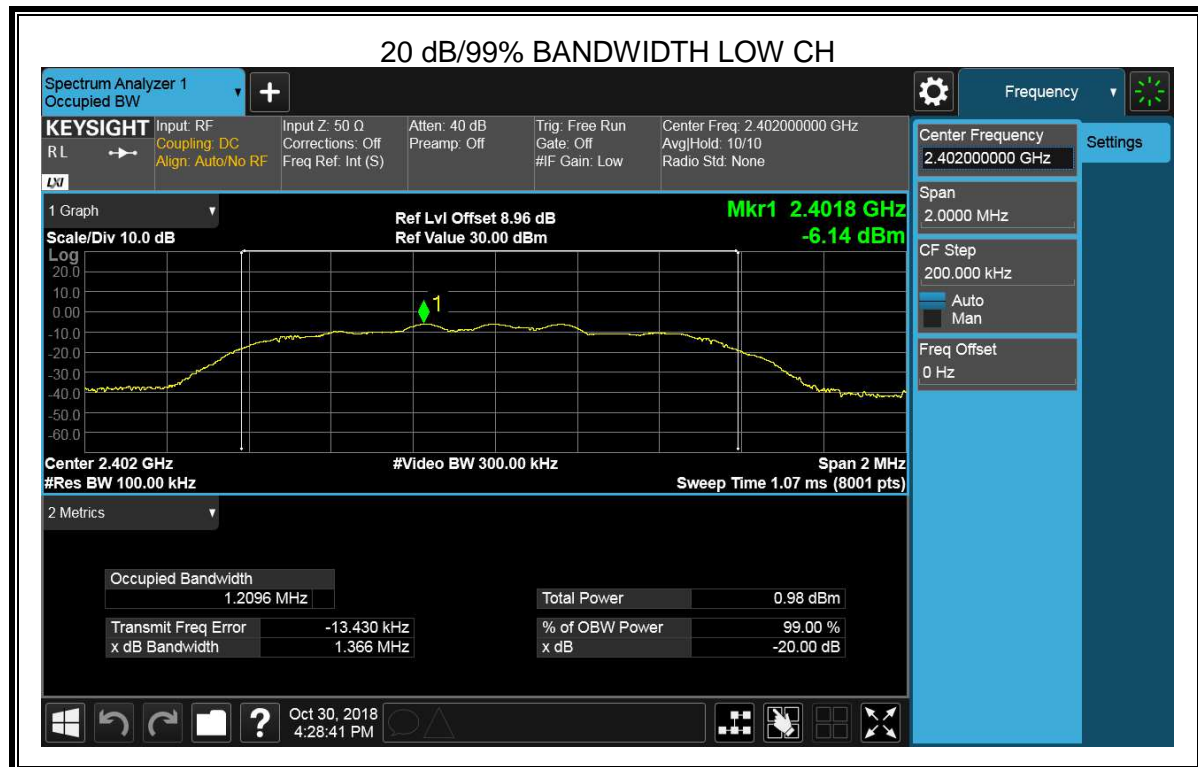 20 dB/99% BANDWIDTH LOW CH
Spectrum Analyzer 1
Occupied BW
+
Frequency
KEYSIGHT
R L
LXI
Input: RF
Coupling: DC
Align: Auto/No RF
Input Z: 50 Ω
Corrections: Off
Freq Ref: Int (S)
Atten: 40 dB
Preamp: Off
Trig: Free Run
Gate: Off
#IF Gain: Low
Center Freq: 2.402000000 GHz
Avg|Hold: 10/10
Radio Std: None
Center Frequency
2.402000000 GHz
Settings
Span
2.0000 MHz
CF Step
200.000 kHz
Auto
Man
Freq Offset
0 Hz
1 Graph
Scale/Div 10.0 dB
Ref Lvl Offset 8.96 dB
Ref Value 30.00 dBm
Mkr1 2.4018 GHz
-6.14 dBm
Log
20.0
10.0
0.00
-10.0
-20.0
-30.0
-40.0
-50.0
-60.0
1
Center 2.402 GHz
#Video BW 300.00 kHz
Span 2 MHz
#Res BW 100.00 kHz
Sweep Time 1.07 ms (8001 pts)
2 Metrics
Occupied Bandwidth
1.2096 MHz
Total Power 0.98 dBm
Transmit Freq Error -13.430 kHz
% of OBW Power 99.00 %
x dB Bandwidth 1.366 MHz
x dB -20.00 dB
?
Oct 30, 2018
4:28:41 PM